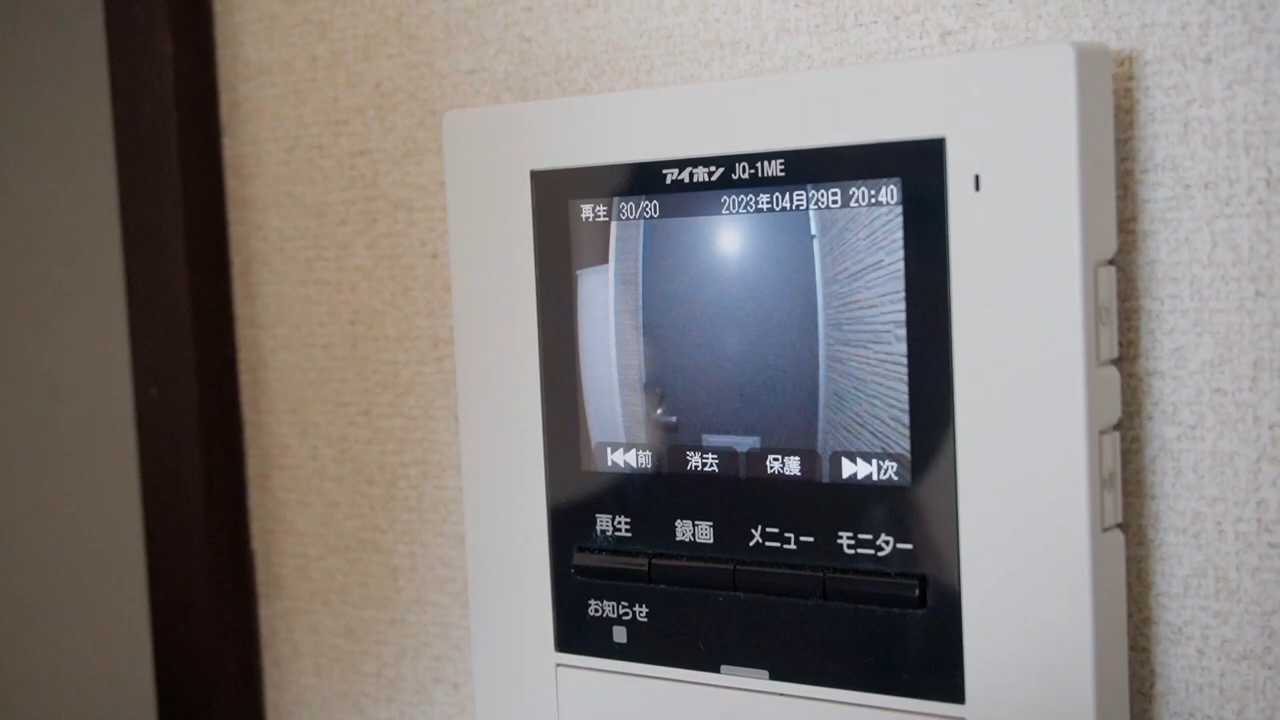 アイホン JQ-1ME
再生 30/30 2023年04月29日 20:40
前 消去 保護 次
再生 録画 メニュー モニター
お知らせ